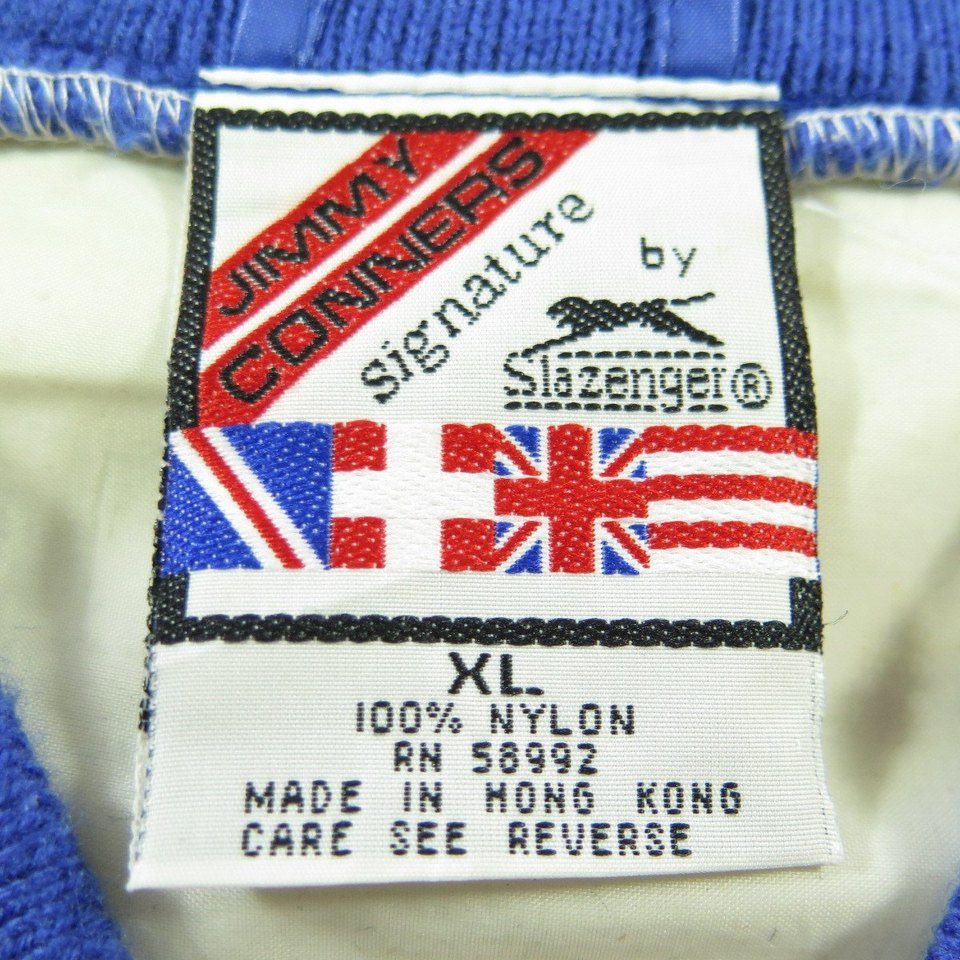 JIMMY
CONNERS
Signature
by
Slazenger®
XL
100% NYLON
RN 58992
MADE IN HONG KONG
CARE SEE REVERSE